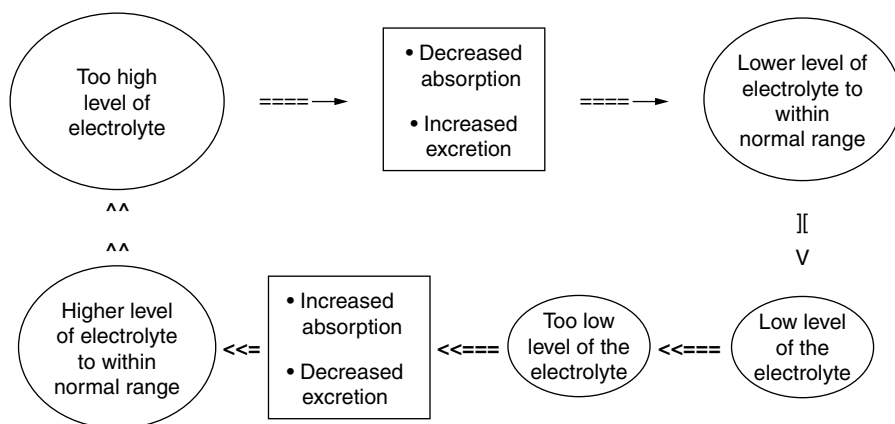 Too high
level of
electrolyte
====
• Decreased
absorption
• Increased
excretion
====
Lower level of
electrolyte to
within
normal range
][
V
Low level
of the
electrolyte
<<===
Too low
level of the
electrolyte
<<===
• Increased
absorption
• Decreased
excretion
<<=
Higher level
of electrolyte
to within
normal range
^^
^^